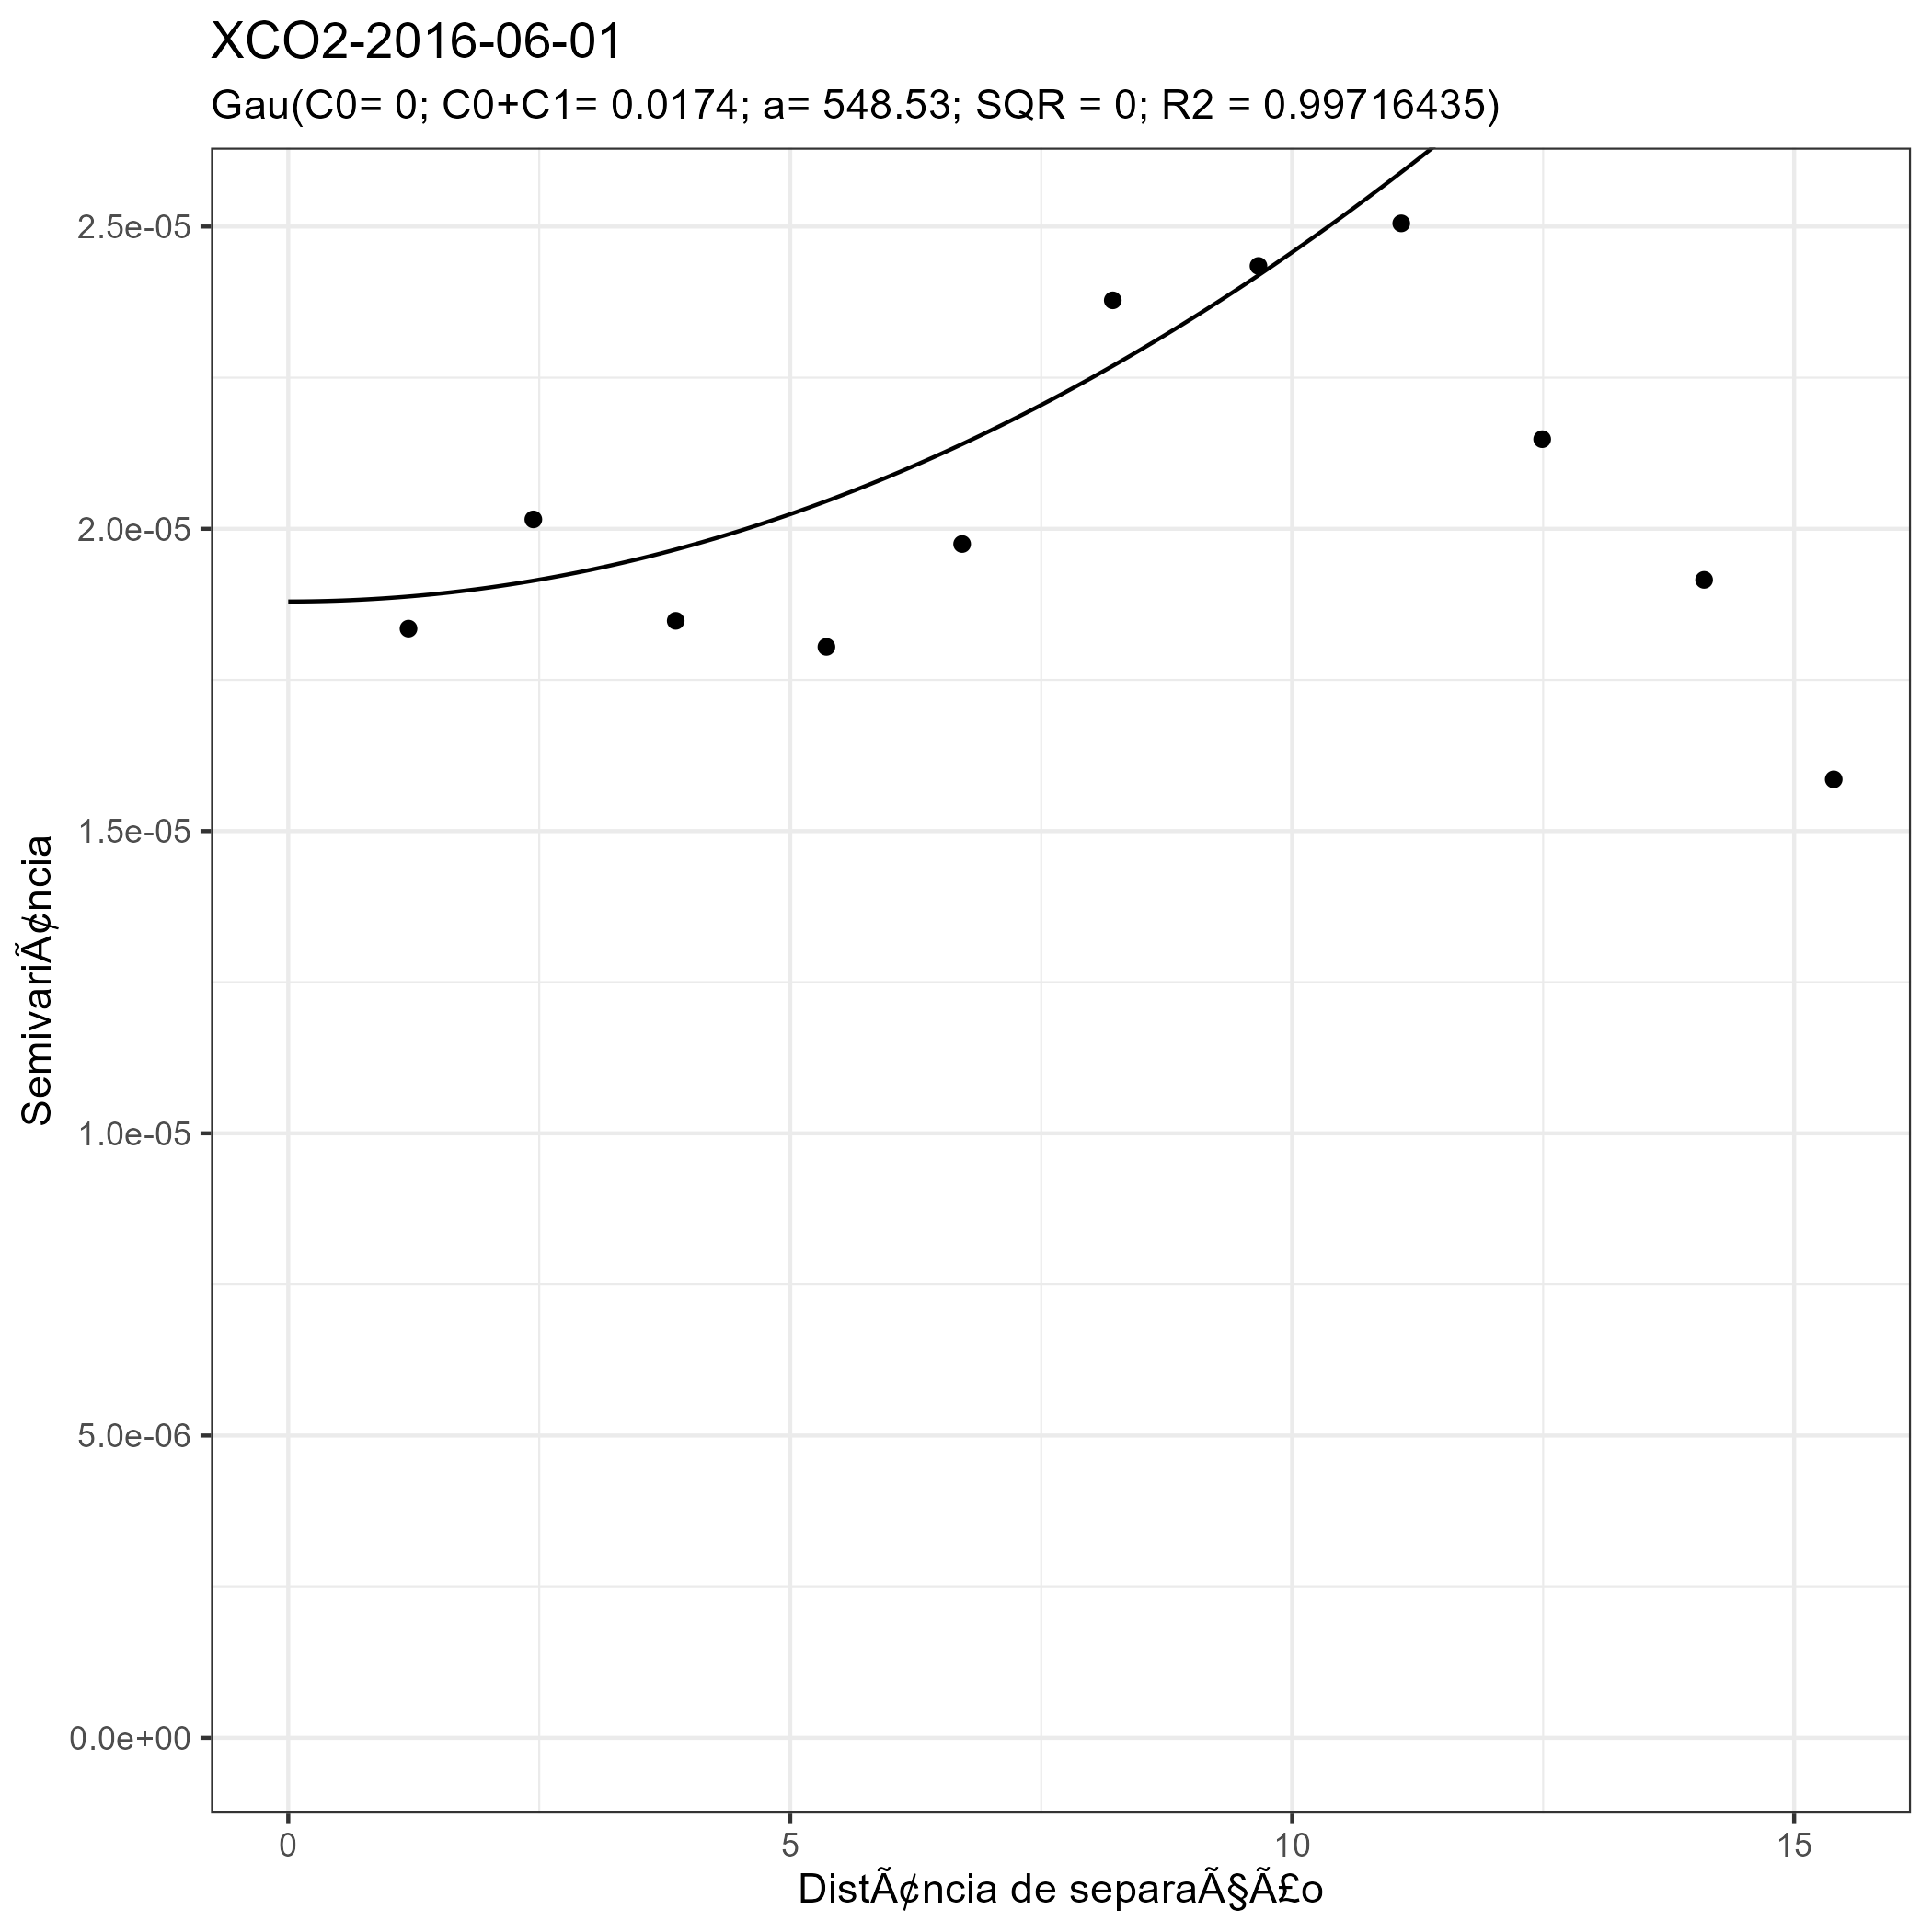 XCO2-2016-06-01
Gau(C0= 0; C0+C1= 0.0174; a= 548.53; SQR = 0; R2 = 0.99716435)
2.5e-05
2.0e-05
1.5e-05
1.0e-05
5.0e-06
0.0e+00
SemivariÃ¢ncia
0 5 10 15
DistÃ¢ncia de separaÃ§Ã£o